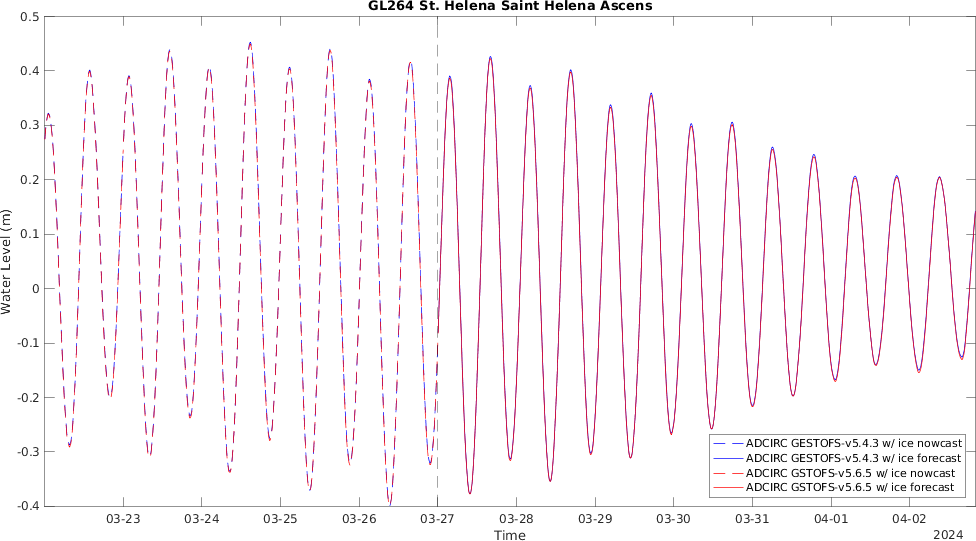 GL264 St. Helena Saint Helena Ascens
0.5
0.4
0.3
0.2
0.1
0
-0.1
-0.2
-0.3
-0.4
Water Level (m)
03-23 03-24 03-25 03-26 03-27 03-28 03-29 03-30 03-31 04-01 04-02
Time
2024
ADCIRC GESTOFS-v5.4.3 w/ ice nowcast
ADCIRC GESTOFS-v5.4.3 w/ ice forecast
ADCIRC GSTOFS-v5.6.5 w/ ice nowcast
ADCIRC GSTOFS-v5.6.5 w/ ice forecast